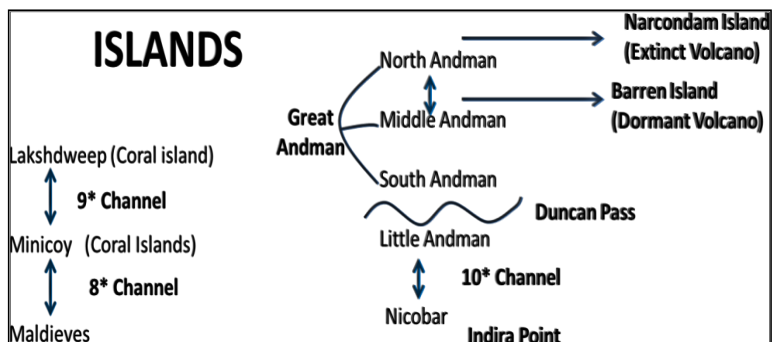 ISLANDS
Lakshdweep (Coral island)
9* Channel
Minicoy (Coral Islands)
8* Channel
Maldieves
North Andman
Great
Andman
Middle Andman
South Andman
Duncan Pass
Little Andman
10* Channel
Nicobar
Indira Point
Narcondam Island
(Extinct Volcano)
Barren Island
(Dormant Volcano)